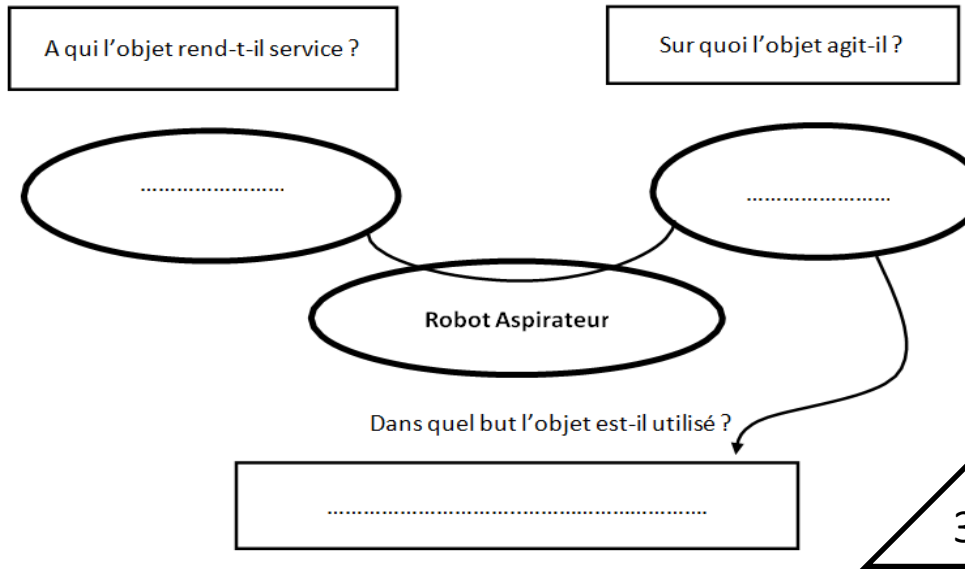 A qui l'objet rend-t-il service ?
Sur quoi l'objet agit-il ?
........................
........................
Robot Aspirateur
Dans quel but l'objet est-il utilisé ?
...............................................................
3